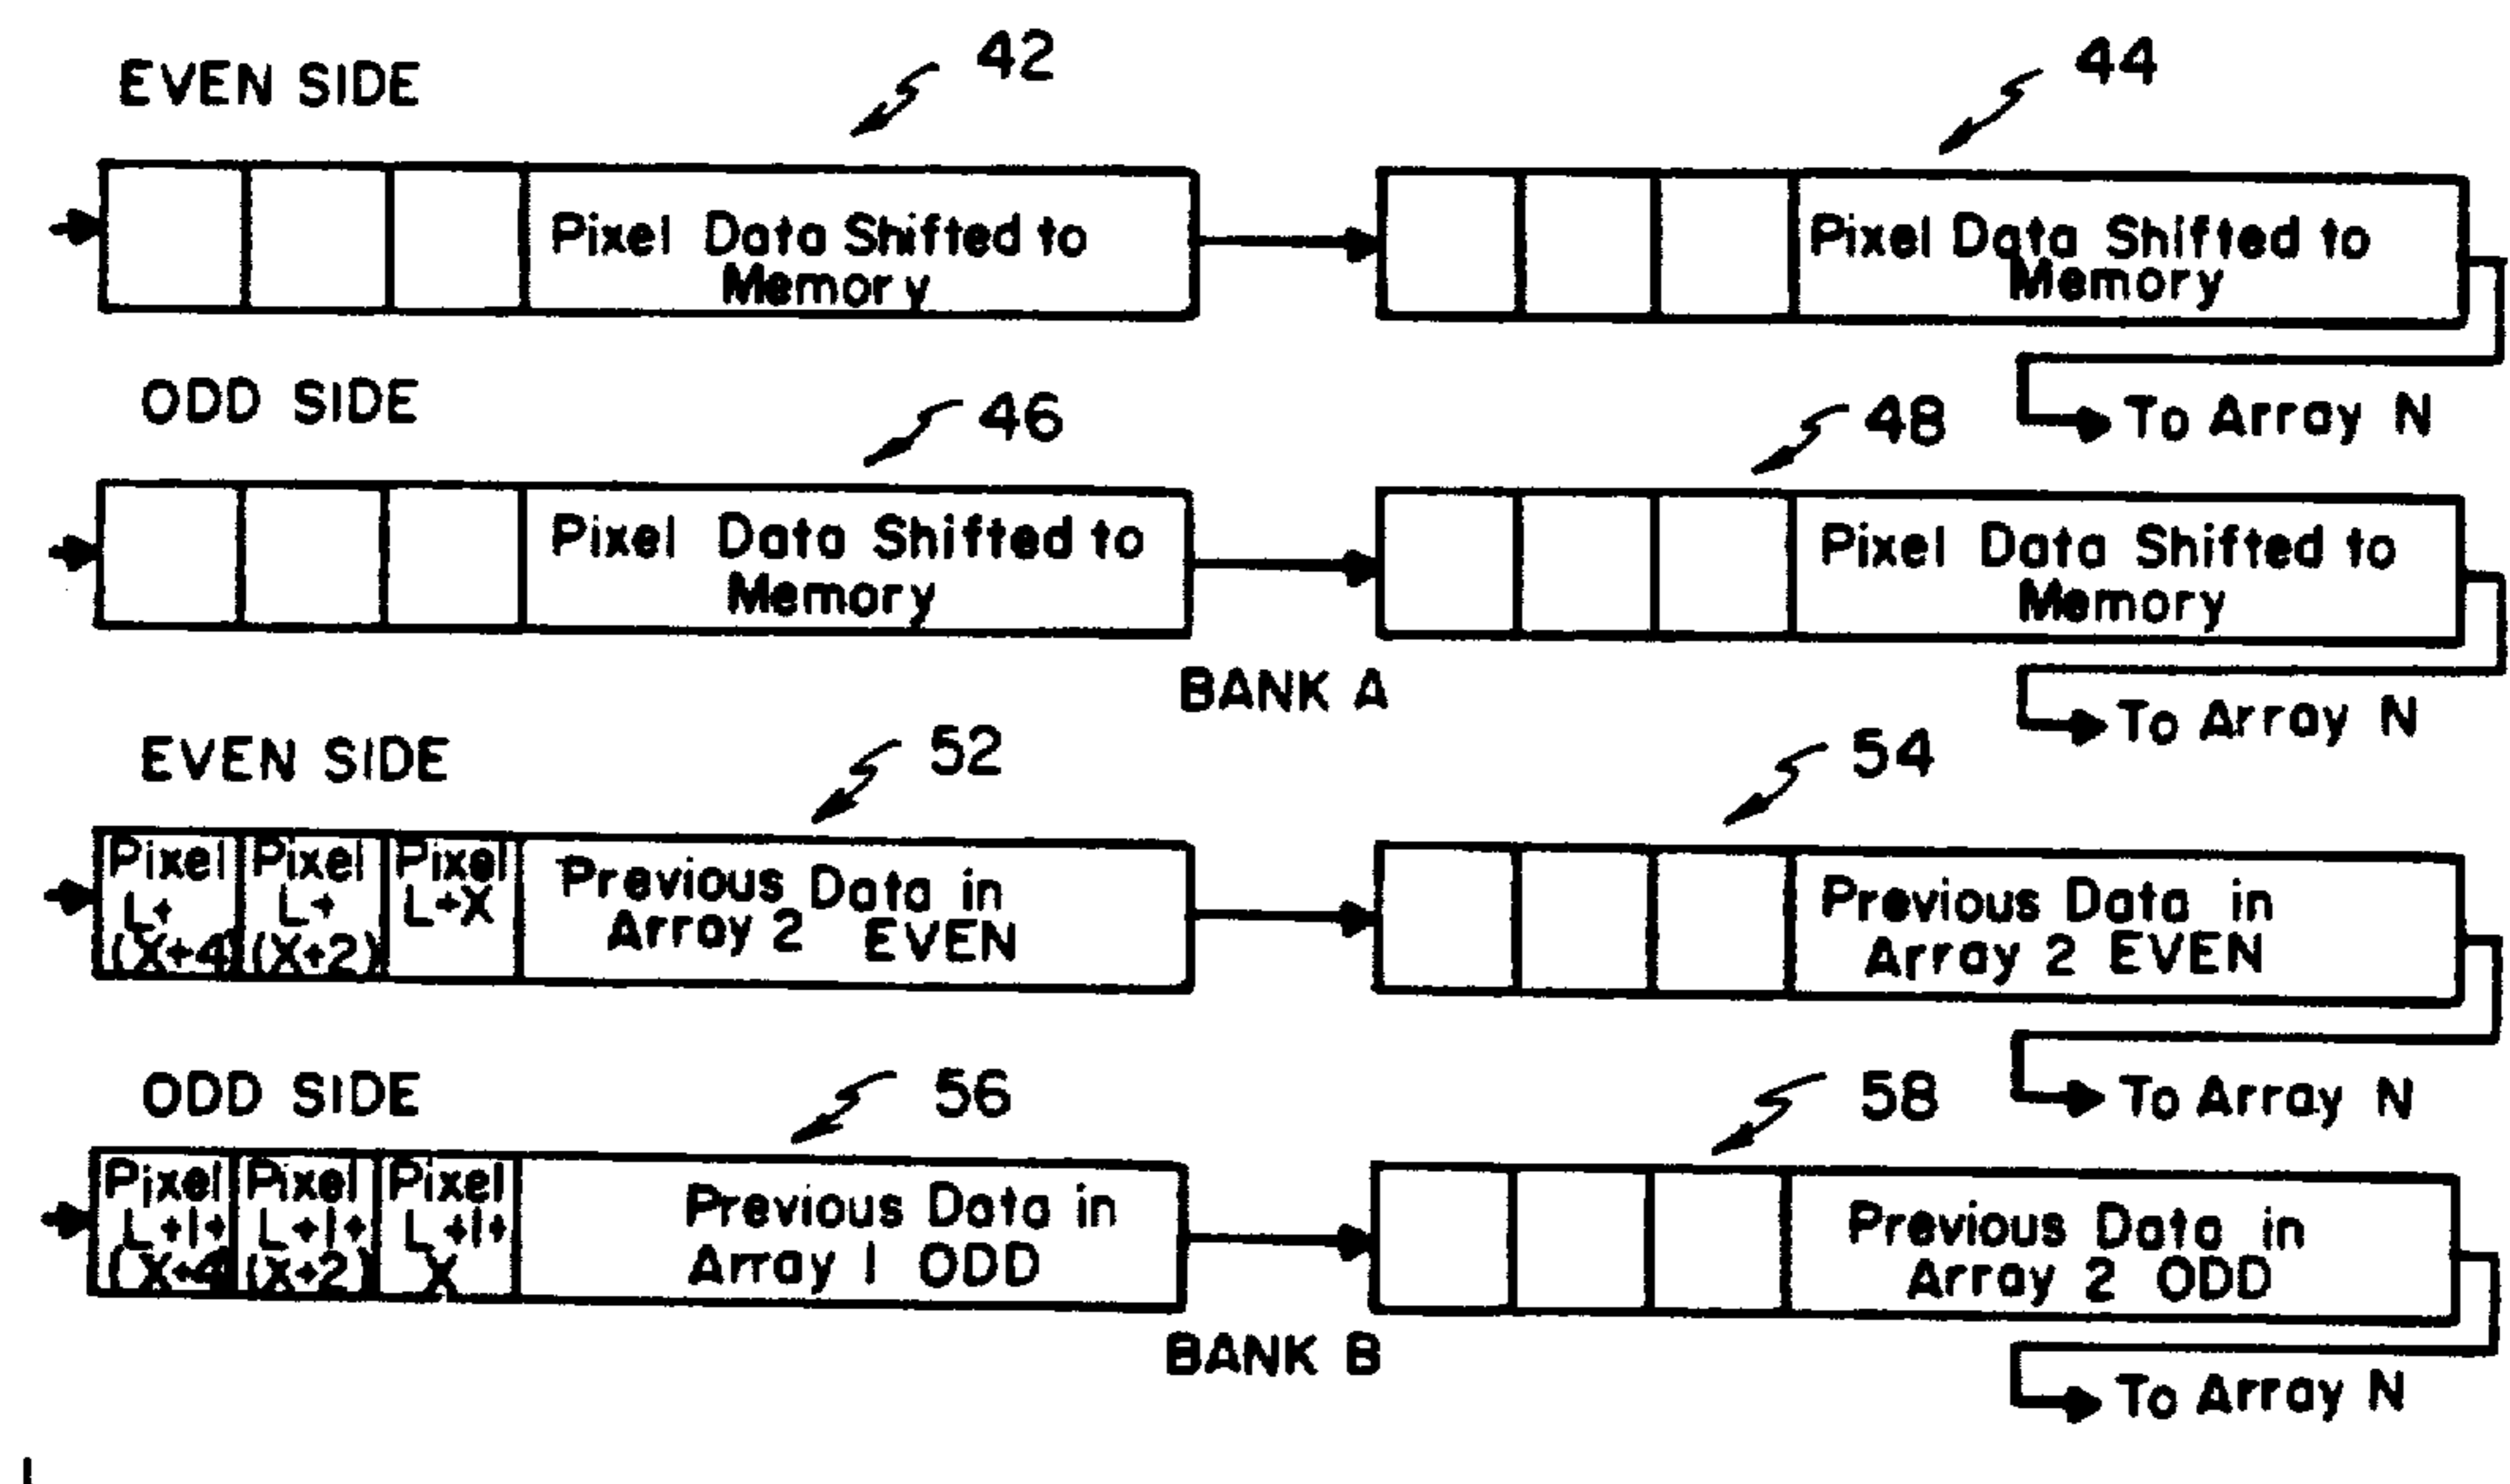 42
44
EVEN SIDE
Pixel Data Shifted to
Memory
Pixel Data Shifted to
Memory
To Array N
ODD SIDE
46
48
Pixel Data Shifted to
Memory
Pixel Data Shifted to
Memory
BANK A
To Array N
EVEN SIDE
52
54
Pixel
L+
(X+4)
Pixel
L+
(X+2)
Pixel
L+X
Previous Data in
Array 2 EVEN
Previous Data in
Array 2 EVEN
To Array N
ODD SIDE
56
58
Pixel
L+1+
(X+4)
Pixel
L+1+
(X+2)
Pixel
L+1+
X
Previous Data in
Array 1 ODD
Previous Data in
Array 2 ODD
BANK B
To Array N